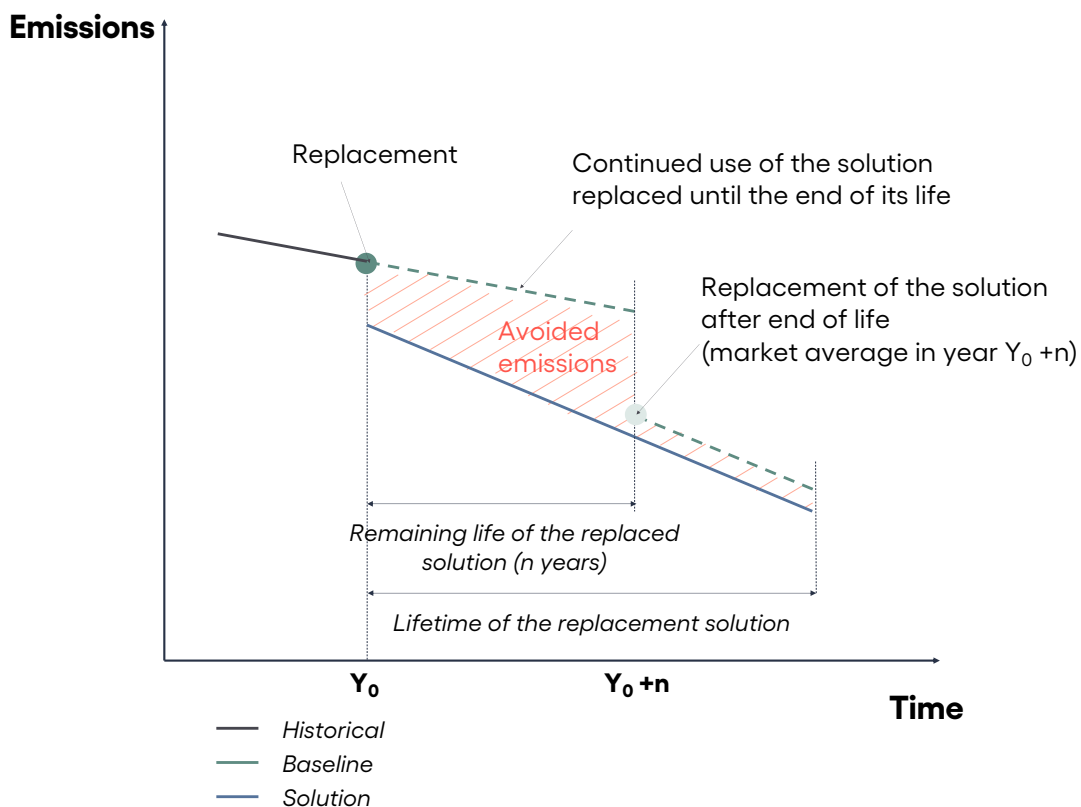 Emissions
Replacement
Continued use of the solution
replaced until the end of its life
Replacement of the solution
after end of life
(market average in year Y₀ +n)
Avoided
emissions
Remaining life of the replaced
solution (n years)
Lifetime of the replacement solution
Y₀
Y₀ +n
Time
Historical
Baseline
Solution